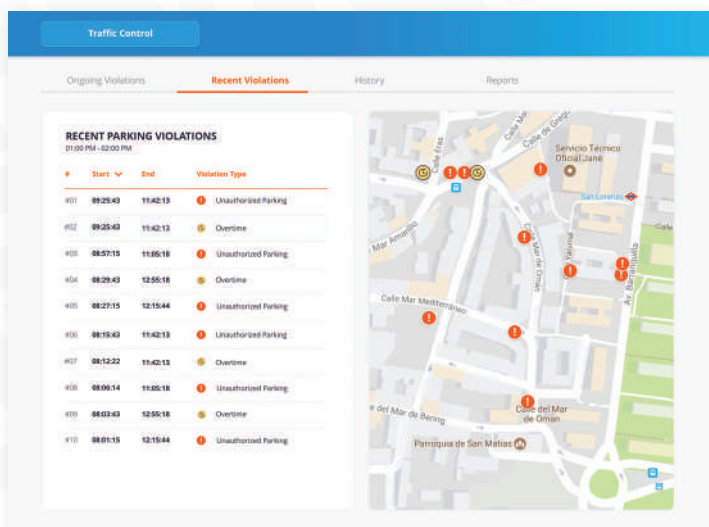 Traffic Control
Ongoing Violations
Recent Violations
History
Reports
RECENT PARKING VIOLATIONS
01:00 PM - 02:00 PM
# Start End Violation Type
#01 09:25:43 11:42:13 Unauthorized Parking
#02 09:25:43 11:42:13 Overtime
#03 08:57:15 11:05:18 Unauthorized Parking
#04 08:29:43 12:55:18 Overtime
#05 08:27:15 12:15:44 Unauthorized Parking
#06 08:15:43 11:42:13 Unauthorized Parking
#07 08:12:22 11:42:13 Overtime
#08 08:06:14 11:05:18 Unauthorized Parking
#09 08:03:43 12:55:18 Overtime
#10 08:01:15 12:15:44 Unauthorized Parking
Calle Eras
Calle Mar
Calle de Greg
Servicio Técnico
Oficial Jané
San Lorenzo
Calle
Mar Amarillo
Calle Mar de Oman
Av. Barranquilla
Calle Mar Mediterráneo
e del Mar de Bering
Calle del Mar
de Oman
Parroquia de San Matías